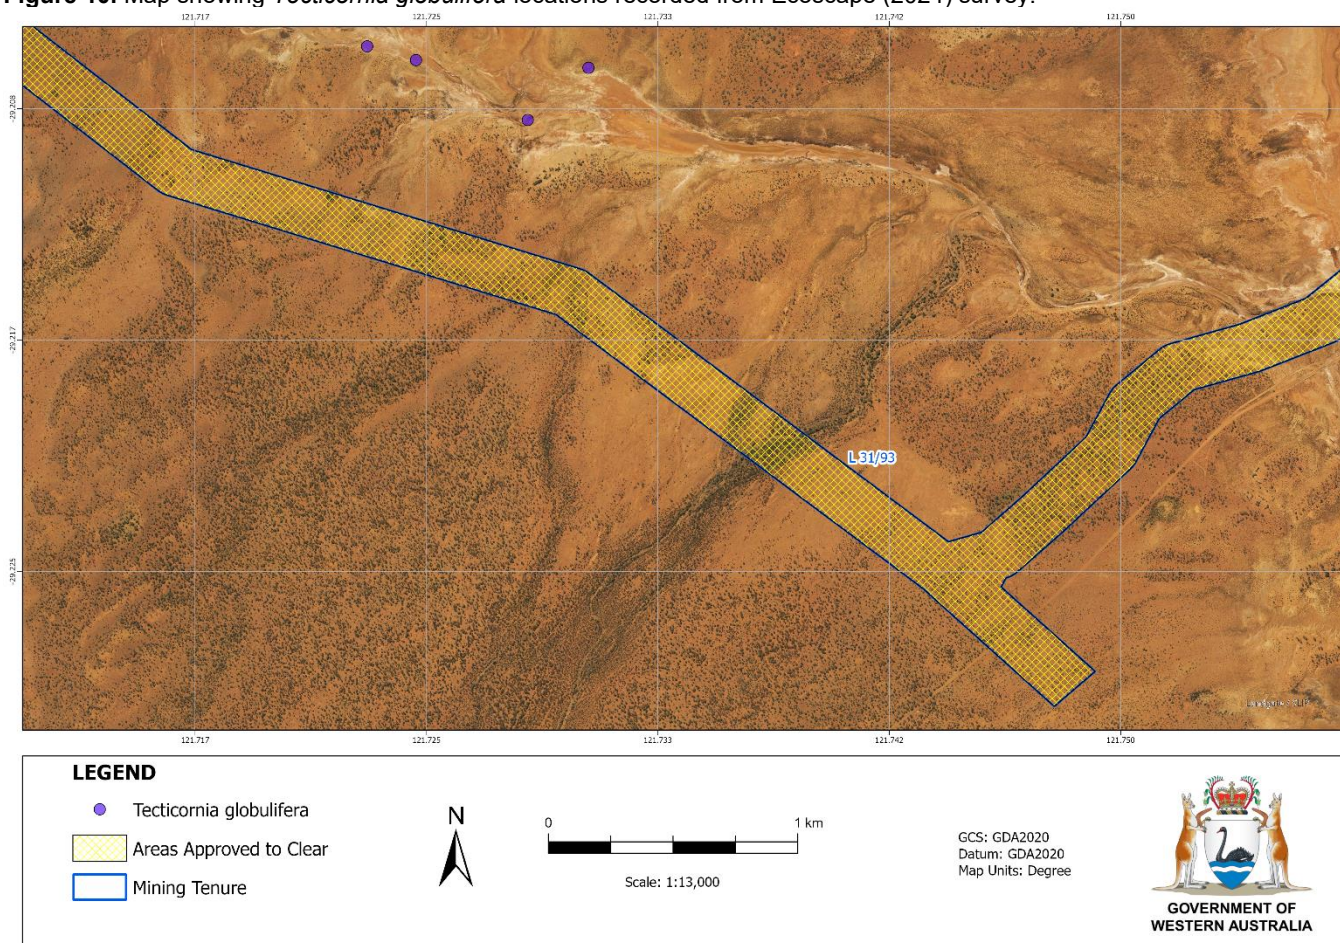 Figure 10. Map showing Tecticornia globulifera locations recorded from Ecoscape (2021) survey.
121.717 121.725 121.733 121.742 121.750
-29.208
-29.217
-29.225
L 31/93
121.717 121.725 121.733 121.742 121.750
LEGEND
Tecticornia globulifera
Areas Approved to Clear
Mining Tenure
N
0 1 km
Scale: 1:13,000
GCS: GDA2020
Datum: GDA2020
Map Units: Degree
GOVERNMENT OF
WESTERN AUSTRALIA